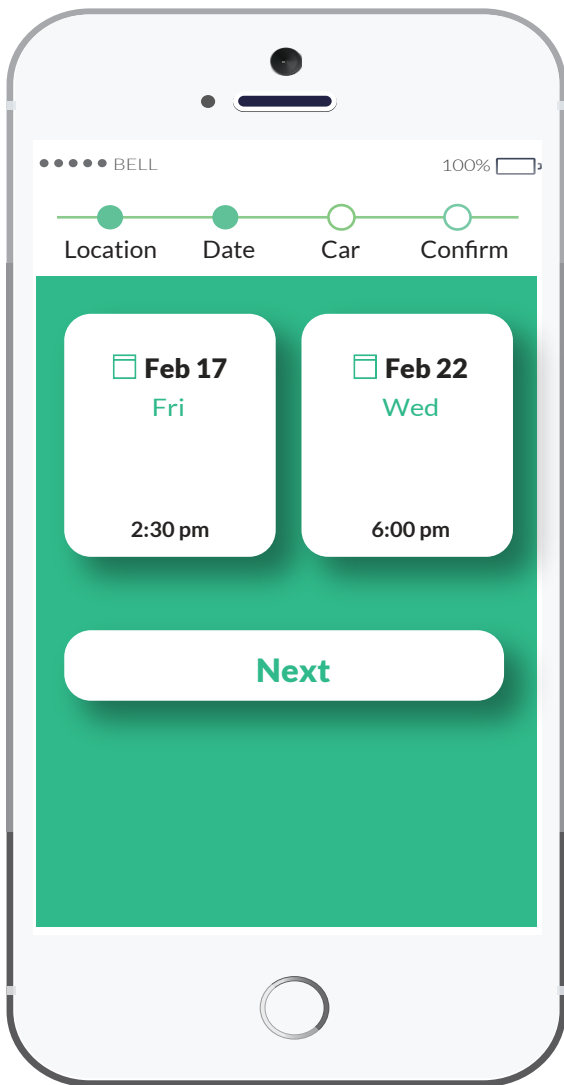 BELL 100%
Location Date Car Confirm
Feb 17
Fri
2:30 pm
Feb 22
Wed
6:00 pm
Next